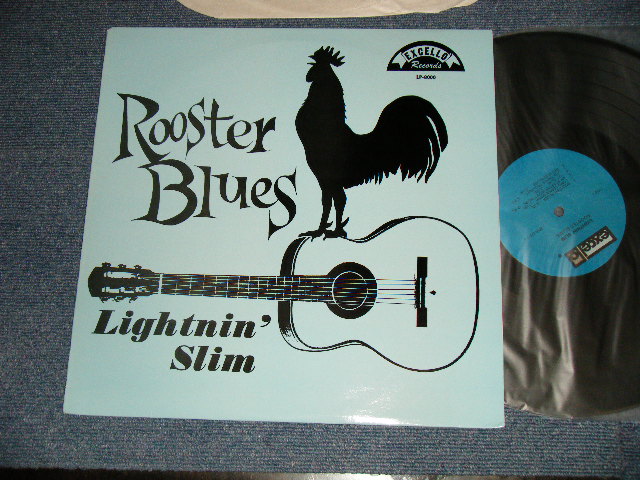 EXCELLO
Records
LP-8000
Rooster
Blues
Lightnin'
Slim